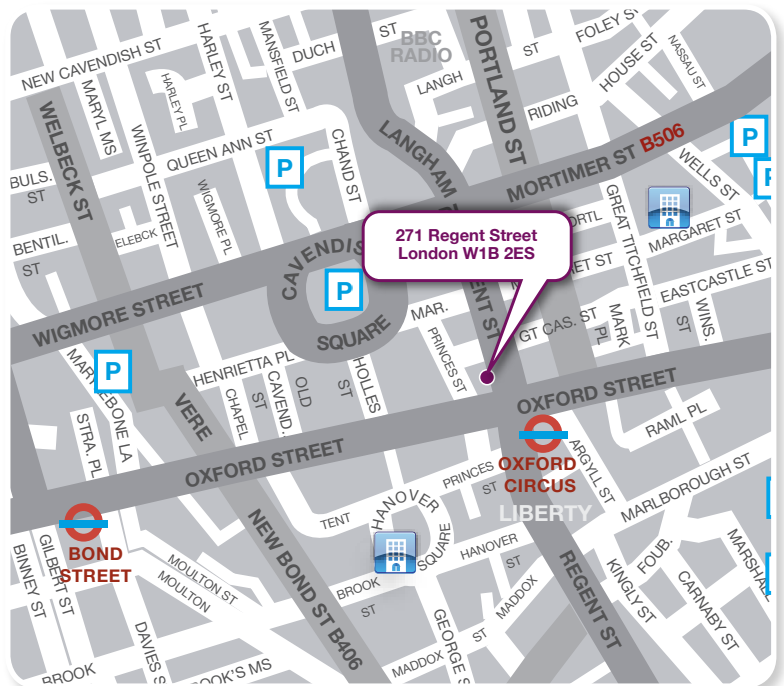 NEW CAVENDISH ST
HARLEY ST
MANSFIELD ST
DUCH
ST
BBC
RADIO
PORTLAND ST
ST
FOLEY ST
HOUSE ST
NASSAU ST
MARYL MS
HARLEY PL
LANGH
RIDING
WELBECK ST
WINPOLE STREET
QUEEN ANN ST
P
CHAND ST
LANGHAM
MORTIMER ST B506
P
WELLS ST
P
BULS.
ST
WIGMORE PL
ELEBCK
BENTIL.
ST
CAVENDIS
SQUARE
P
271 Regent Street
London W1B 2ES
ORTL
GREAT TITCHFIELD ST
MARGARET ST
ET ST
EASTCASTLE ST
WIGMORE STREET
MAR.
ENT ST
GT CAS. ST
PL
MARK
ST
WINS.
P
HENRIETTA PL
PRINCES ST
CHAPEL
ST
CAVEND.
OLD
ST
HOLLES
VERE
STRA. PL
OXFORD STREET
OXFORD STREET
RAML PL
OXFORD
CIRCUS
ARGYLL ST
PRINCES
ST
LIBERTY
MARLBOROUGH ST
TENT
HANOVER
SQUARE
HANOVER
ST
BOND
STREET
BINNEY ST
GILBERT ST
MOULTON ST
MOULTON
NEW BOND ST B406
BROOK
ST
MADDOX
ST
MADDOX
REGENT ST
KINGLY ST
FOUB.
CARNABY ST
MARSHAL
DAVIES S
GEORGE S
BROOK
OOK'S MS